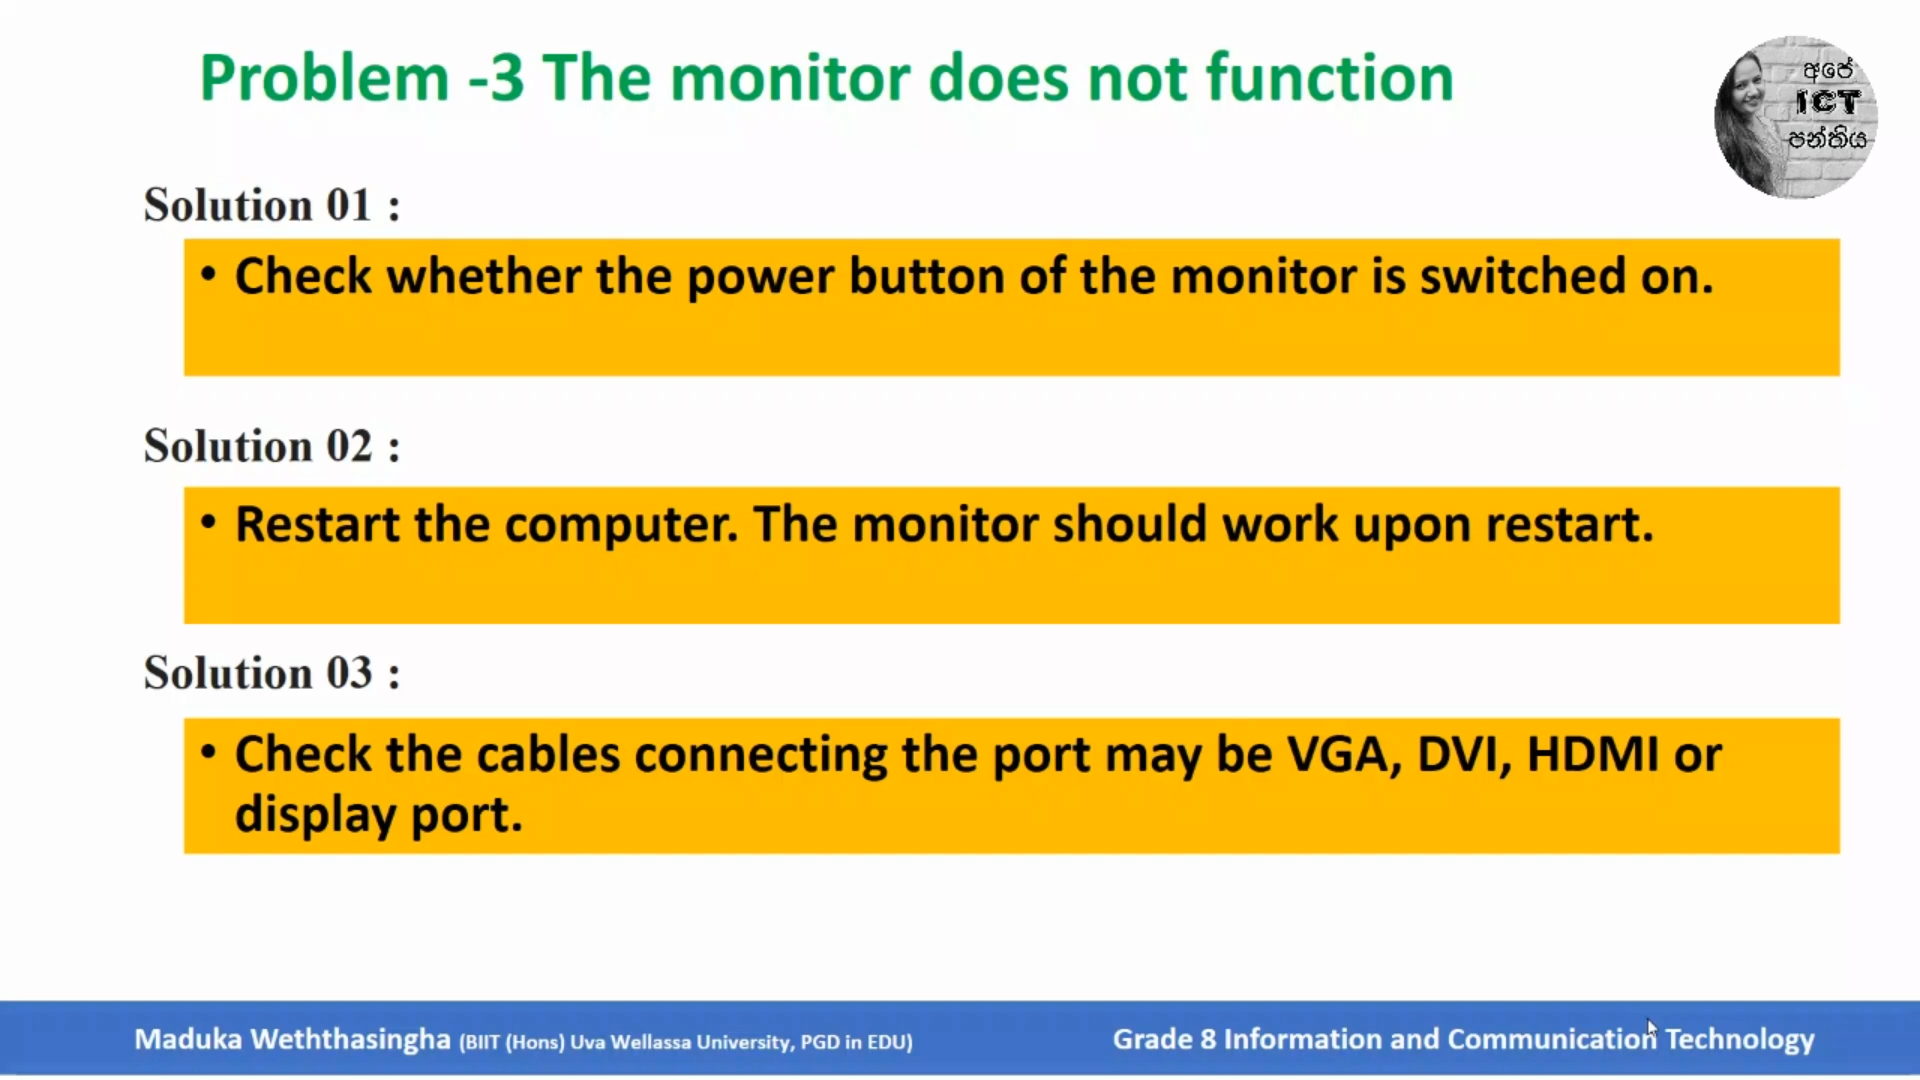 Problem -3 The monitor does not function
අපේ
ICT
පන්තිය
Solution 01 :
• Check whether the power button of the monitor is switched on.
Solution 02 :
• Restart the computer. The monitor should work upon restart.
Solution 03 :
• Check the cables connecting the port may be VGA, DVI, HDMI or
display port.
Maduka Weththasingha (BIIT (Hons) Uva Wellassa University, PGD in EDU)
Grade 8 Information and Communication Technology